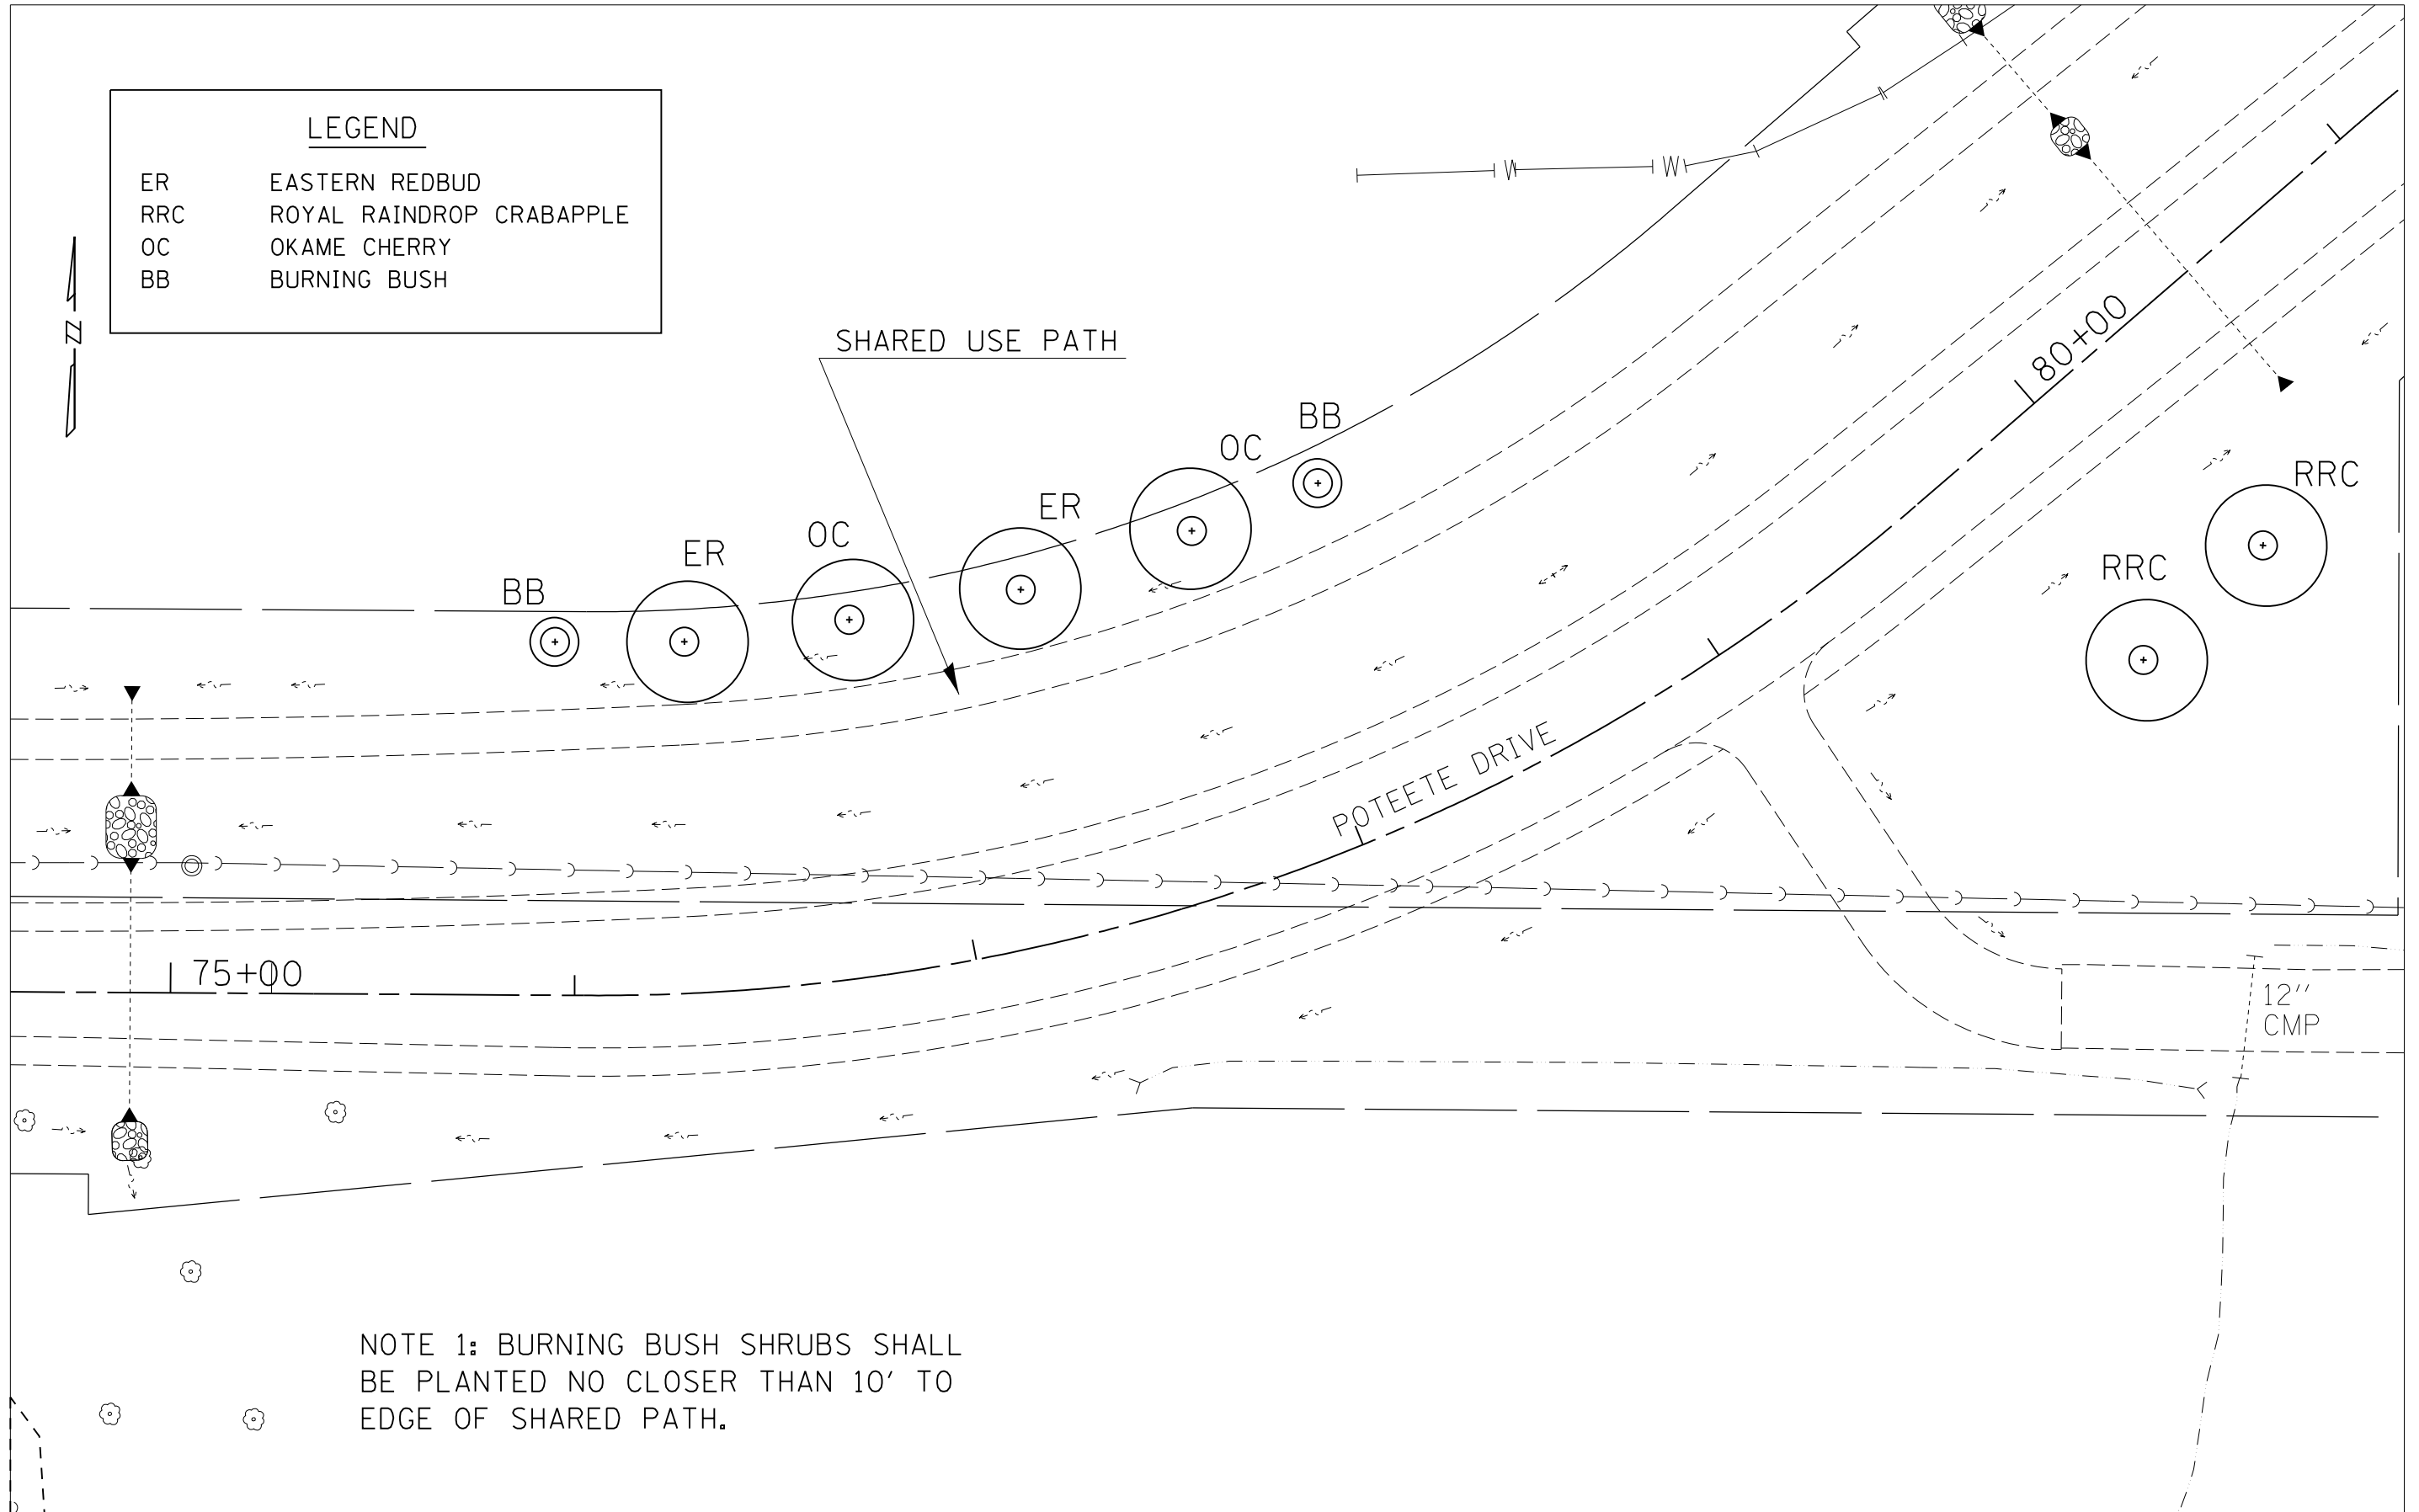 LEGEND
ER EASTERN REDBUD
RRC ROYAL RAINDROP CRABAPPLE
OC OKAME CHERRY
BB BURNING BUSH
N
W W
SHARED USE PATH
80+00
BB
OC
ER
OC
ER
BB
RRC
RRC
POTEETE DRIVE
75+00
12"
CMP
NOTE 1: BURNING BUSH SHRUBS SHALL
BE PLANTED NO CLOSER THAN 10' TO
EDGE OF SHARED PATH.